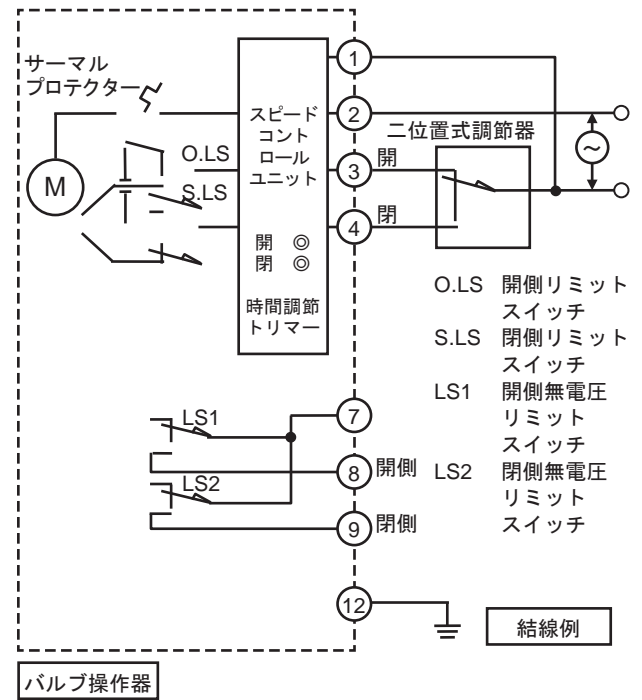 サーマル
プロテクター
M
O.LS
S.LS
スピード
コント
ロール
ユニット
開 ◎
閉 ◎
時間調節
トリマー
1
2
3
4
開
閉
二位置式調節器
~
O.LS 開側リミット
スイッチ
S.LS 閉側リミット
スイッチ
LS1 開側無電圧
リミット
スイッチ
LS2 閉側無電圧
リミット
スイッチ
LS1
LS2
7
8 開側
9 閉側
12
結線例
バルブ操作器